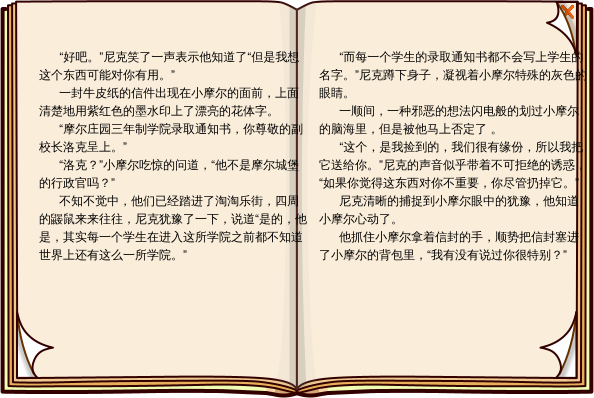 “好吧。”尼克笑了一声表示他知道了“但是我想
这个东西可能对你有用。”
一封牛皮纸的信件出现在小摩尔的面前，上面
清楚地用紫红色的墨水印上了漂亮的花体字。
“摩尔庄园三年制学院录取通知书，你尊敬的副
校长洛克呈上。”
“洛克？”小摩尔吃惊的问道，“他不是摩尔城堡
的行政官吗？”
不知不觉中，他们已经踏进了淘淘乐街，四周
的鼹鼠来来往往，尼克犹豫了一下，说道“是的，他
是，其实每一个学生在进入这所学院之前都不知道
世界上还有这么一所学院。”
“而每一个学生的录取通知书都不会写上学生的
名字。”尼克蹲下身子，凝视着小摩尔特殊的灰色的
眼睛。
一顺间，一种邪恶的想法闪电般的划过小摩尔
的脑海里，但是被他马上否定了 。
“这个，是我捡到的，我们很有缘份，所以我把
它送给你。”尼克的声音似乎带着不可拒绝的诱惑，
“如果你觉得这东西对你不重要，你尽管扔掉它。”
尼克清晰的捕捉到小摩尔眼中的犹豫，他知道
小摩尔心动了。
他抓住小摩尔拿着信封的手，顺势把信封塞进
了小摩尔的背包里，“我有没有说过你很特别？”